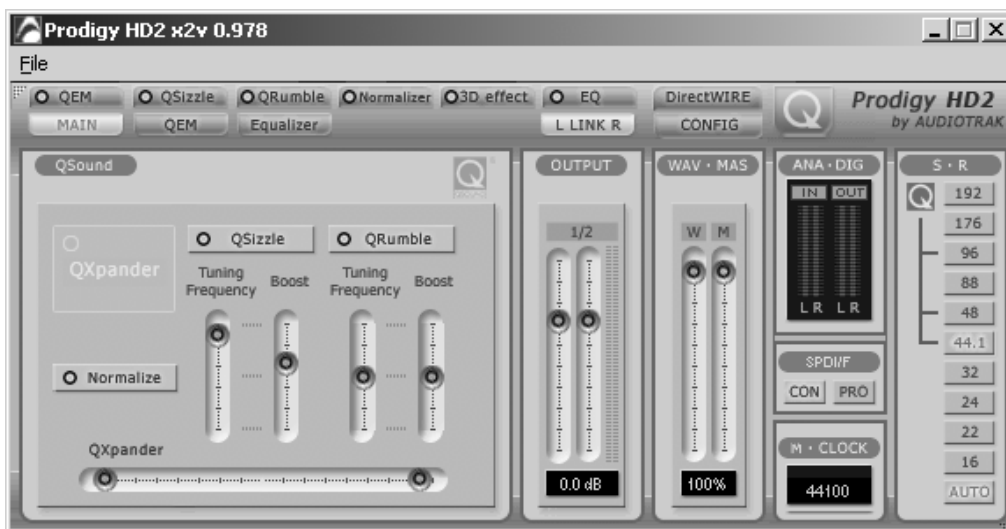 Prodigy HD2 x2v 0.978
File
QEM QSizzle QRumble Normalizer 3D effect EQ DirectWIRE
MAIN QEM Equalizer L LINK R CONFIG
Q
Prodigy HD2
by AUDIOTRAK
QSound
QXpander
QSizzle QRumble
Tuning Frequency Boost Tuning Frequency Boost
Normalize
QXpander
OUTPUT
1/2
0.0 dB
WAV · MAS
W M
100%
ANA · DIG
IN OUT
L R L R
SPDI/F
CON PRO
M · CLOCK
44100
S · R
Q
192
176
96
88
48
44.1
32
24
22
16
AUTO